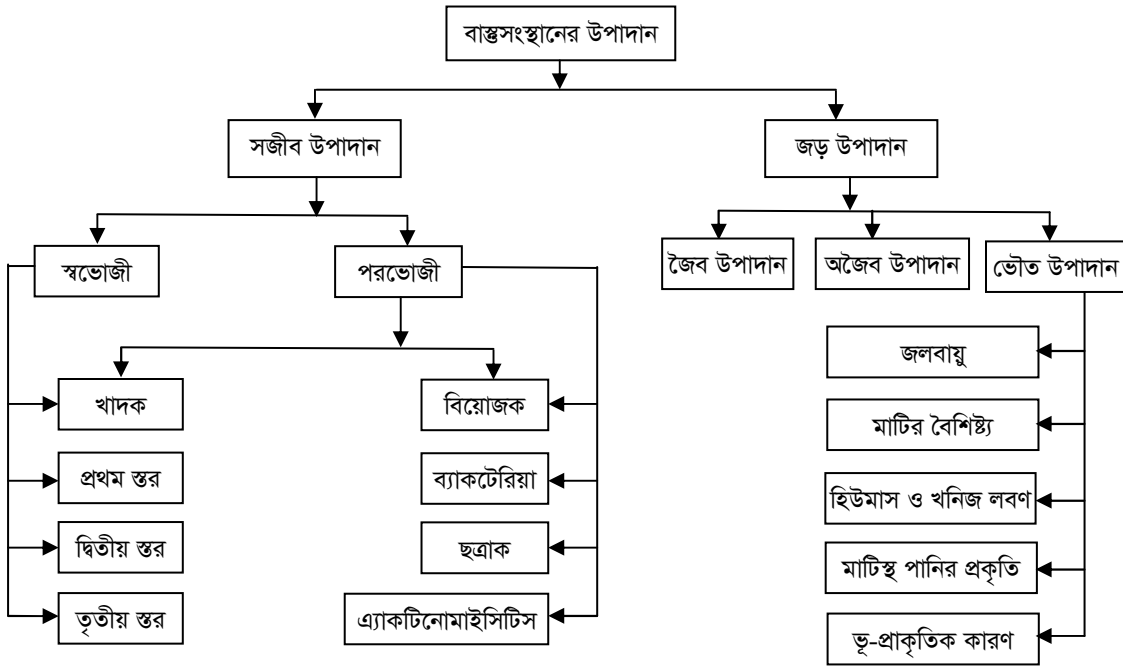 বাস্তুসংস্থানের উপাদান
সজীব উপাদান
জড় উপাদান
স্বভোজী
পরভোজী
জৈব উপাদান
অজৈব উপাদান
ভৌত উপাদান
জলবায়ু
খাদক
বিয়োজক
মাটির বৈশিষ্ট্য
প্রথম স্তর
ব্যাকটেরিয়া
হিউমাস ও খনিজ লবণ
দ্বিতীয় স্তর
ছত্রাক
মাটিস্থ পানির প্রকৃতি
তৃতীয় স্তর
এ্যাকটিনোমাইসিটিস
ভূ-প্রাকৃতিক কারণ